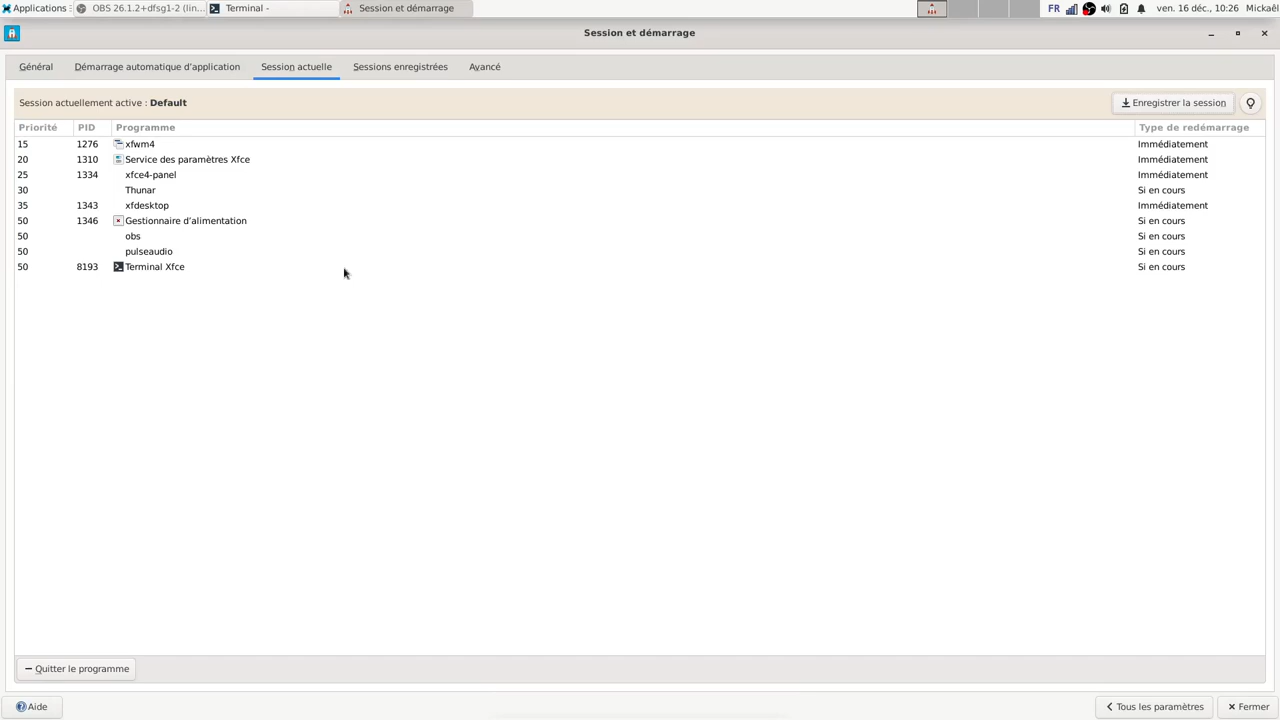 Applications
OBS 26.1.2+dfsg1-2 (lin...
Terminal -
Session et démarrage
FR
ven. 16 déc., 10:26
Mickaël
Session et démarrage
Général
Démarrage automatique d'application
Session actuelle
Sessions enregistrées
Avancé
Session actuellement active : Default
Enregistrer la session
Priorité PID Programme Type de redémarrage
15 1276 xfwm4 Immédiatement
20 1310 Service des paramètres Xfce Immédiatement
25 1334 xfce4-panel Immédiatement
30 Thunar Si en cours
35 1343 xfdesktop Immédiatement
50 1346 Gestionnaire d'alimentation Si en cours
50 obs Si en cours
50 pulseaudio Si en cours
50 8193 Terminal Xfce Si en cours
Quitter le programme
Aide
Tous les paramètres
Fermer